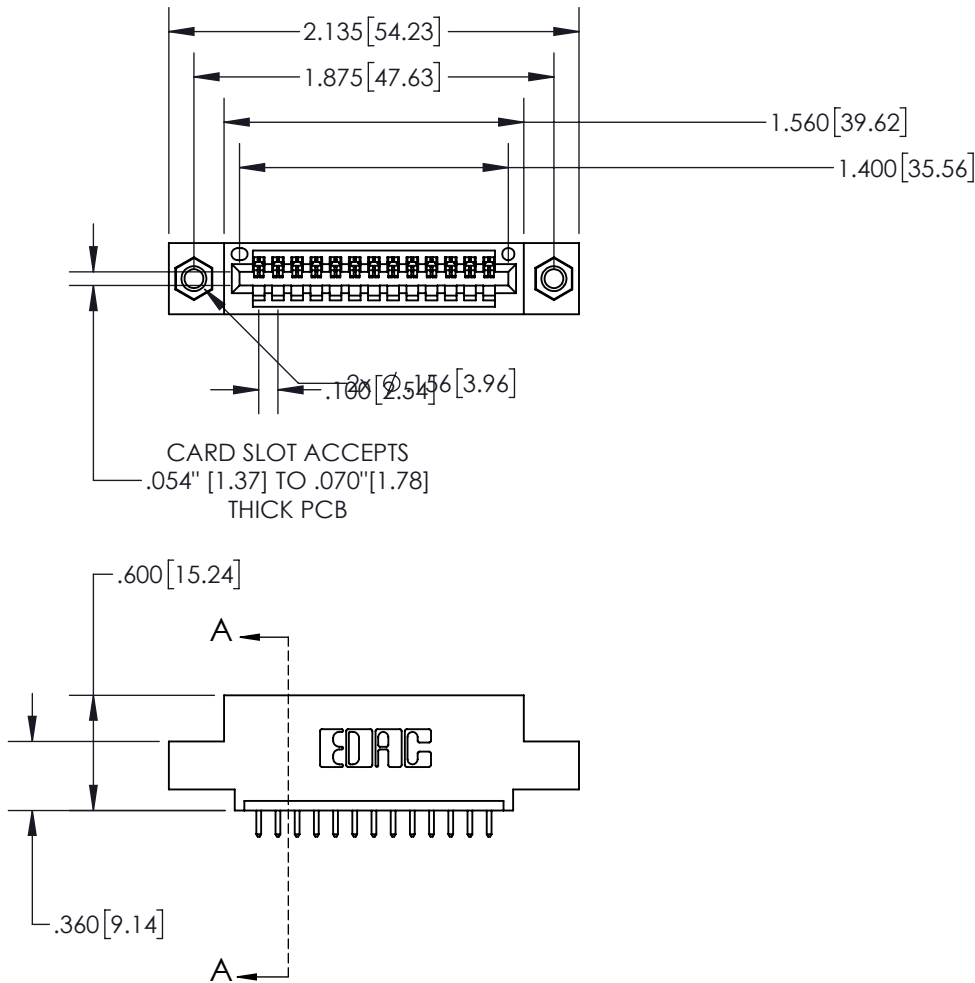 2.135[54.23]
1.875[47.63]
1.560[39.62]
1.400[35.56]
2x Ø .156 [3.96]
.100[2.54]
CARD SLOT ACCEPTS
.054" [1.37] TO .070"[1.78]
THICK PCB
.600[15.24]
A
EDAC
.360[9.14]
A